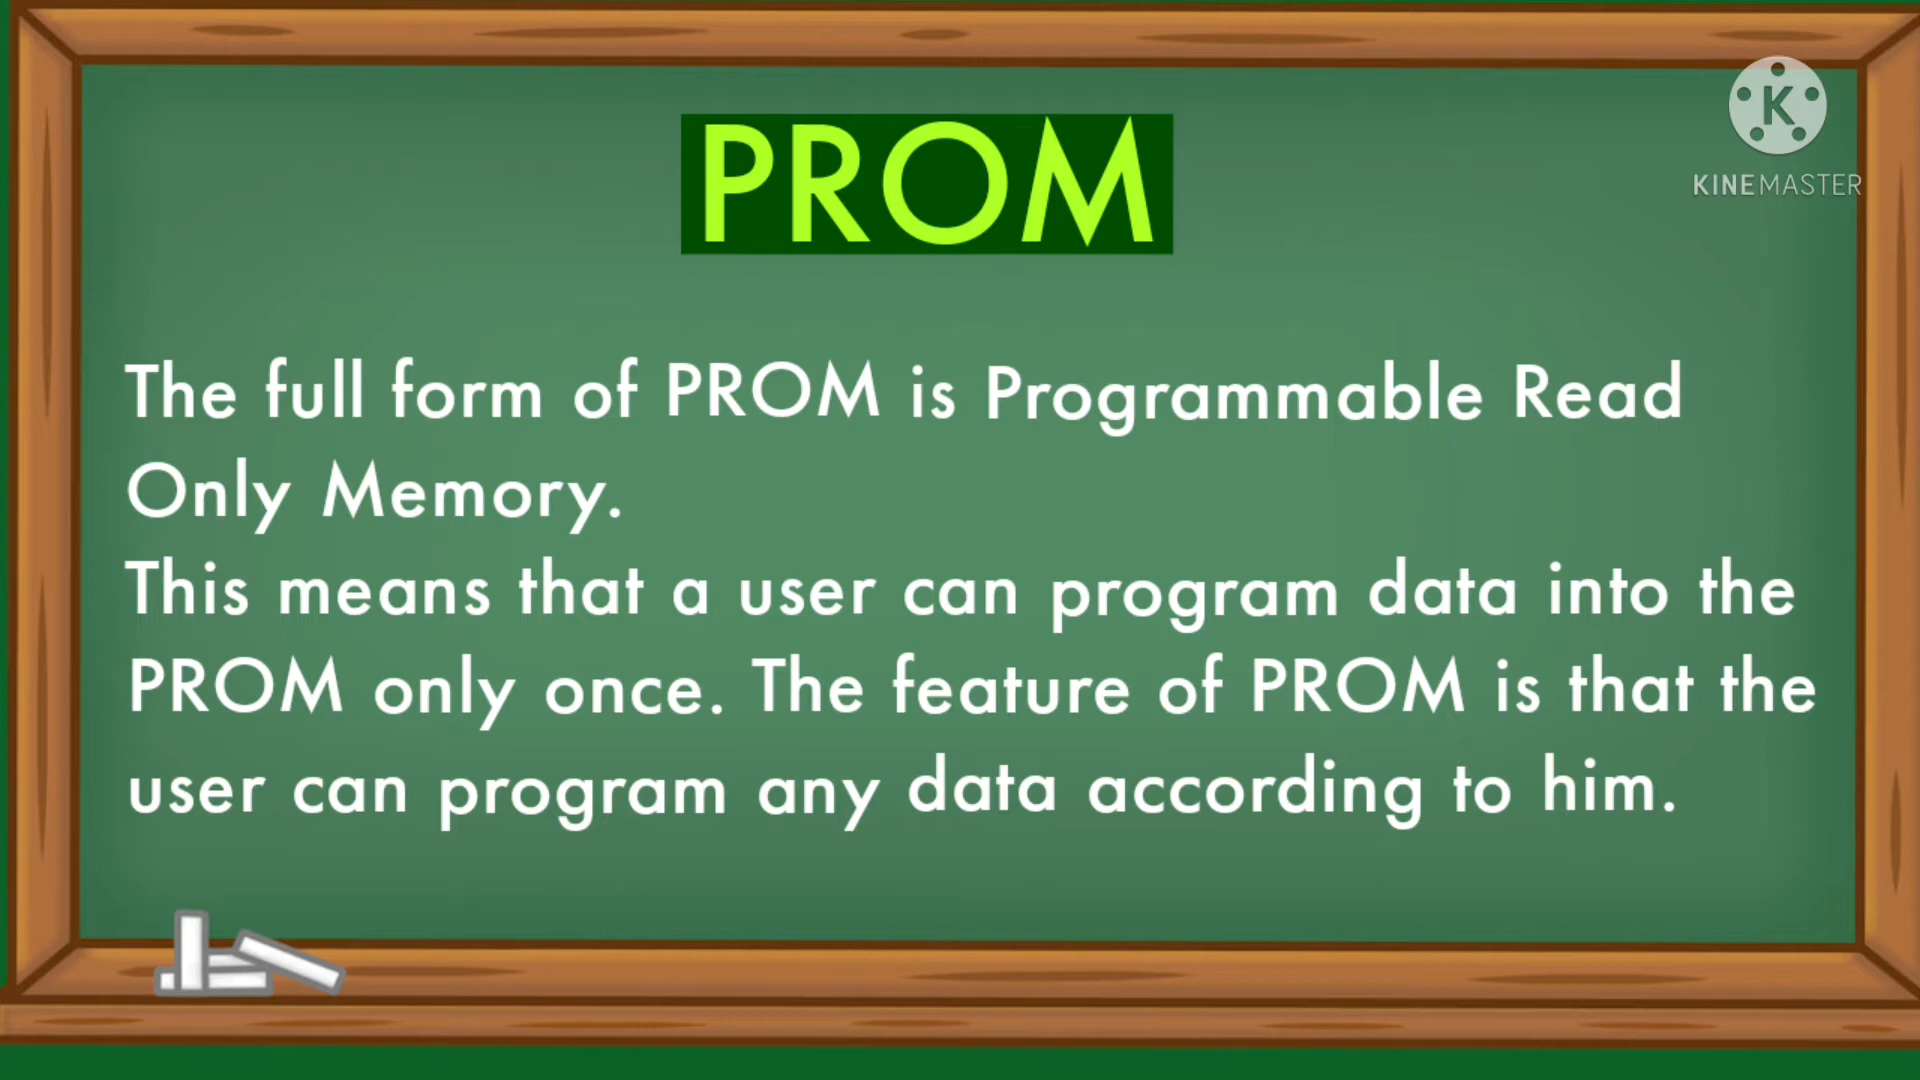 PROM
K
KINEMASTER
The full form of PROM is Programmable Read
Only Memory.
This means that a user can program data into the
PROM only once. The feature of PROM is that the
user can program any data according to him.